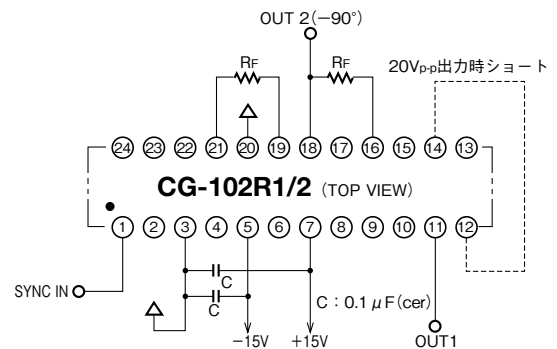 OUT 2(−90°)
RF
RF
20Vp-p出力時ショート
24 23 22 21 20 19 18 17 16 15 14 13
CG-102R1/2 (TOP VIEW)
1 2 3 4 5 6 7 8 9 10 11 12
C
C : 0.1μF(cer)
SYNC IN
C
−15V
+15V
OUT1